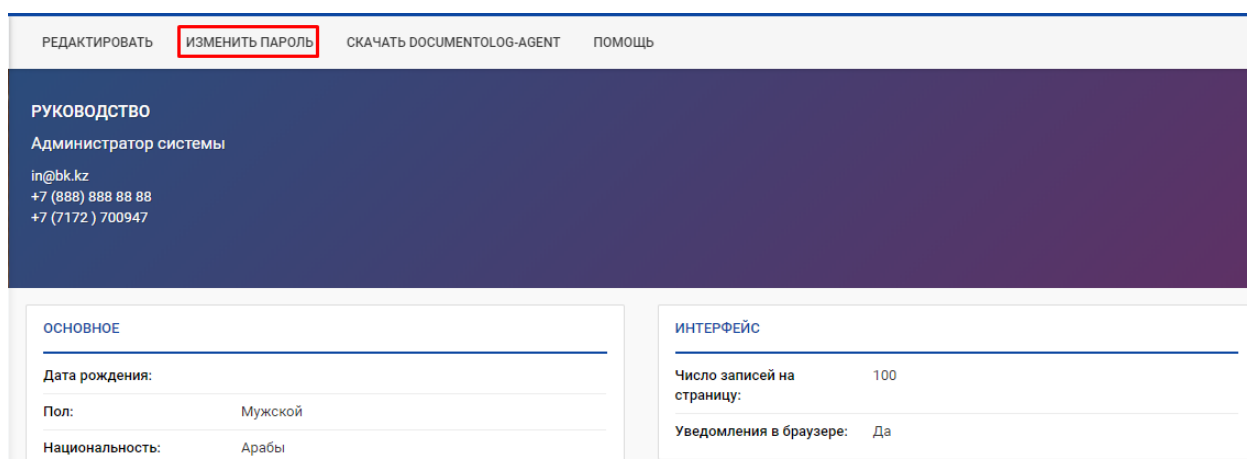 РЕДАКТИРОВАТЬ ИЗМЕНИТЬ ПАРОЛЬ СКАЧАТЬ DOCUMENTOLOG-AGENT ПОМОЩЬ
РУКОВОДСТВО
Администратор системы
in@bk.kz
+7 (888) 888 88 88
+7 (7172 ) 700947
ОСНОВНОЕ
Дата рождения:
Пол: Мужской
Национальность: Арабы
ИНТЕРФЕЙС
Число записей на 100
страницу:
Уведомления в браузере: Да